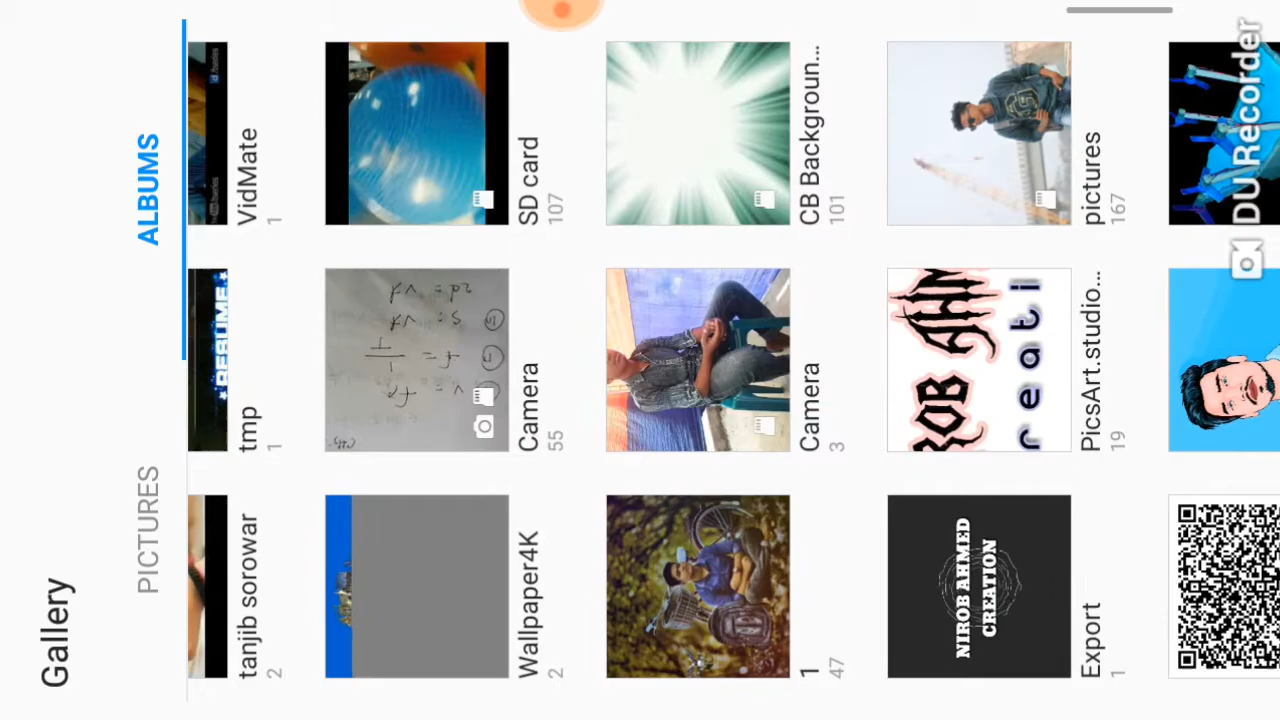 Gallery
PICTURES
ALBUMS
tanjib sorowar
2
tmp
1
VidMate
1
RESUME
Wallpaper4K
2
Camera
55
SD card
107
1
47
Camera
3
CB Backgroun...
101
NIROB AHMED
CREATION
Export
1
PicsArt.studio...
19
pictures
167
DU Recorder